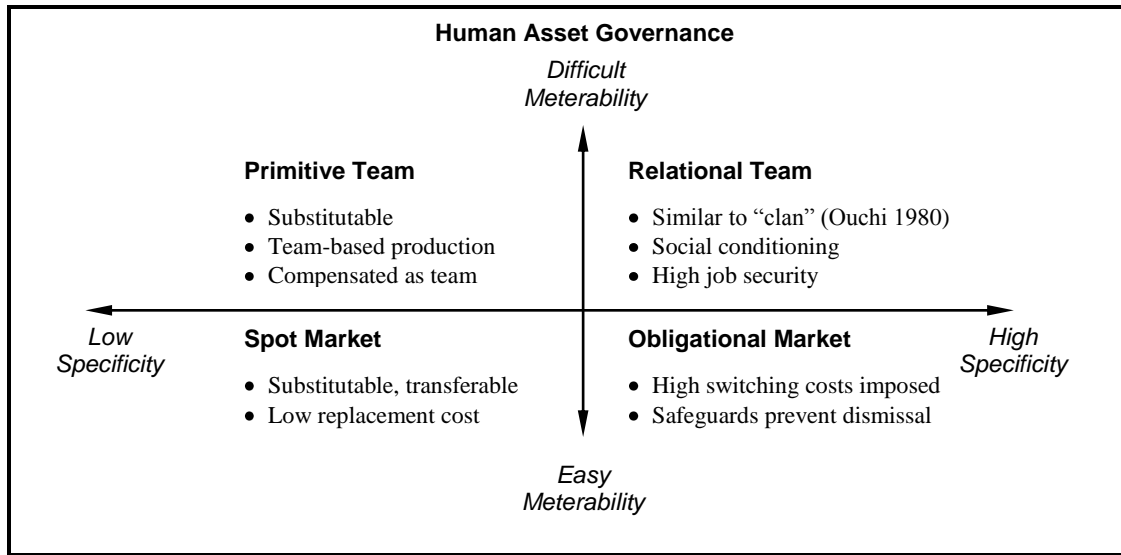 Human Asset Governance
Difficult
Meterability
Primitive Team
• Substitutable
• Team-based production
• Compensated as team
Relational Team
• Similar to “clan” (Ouchi 1980)
• Social conditioning
• High job security
Low
Specificity
Spot Market
• Substitutable, transferable
• Low replacement cost
Obligational Market
• High switching costs imposed
• Safeguards prevent dismissal
High
Specificity
Easy
Meterability